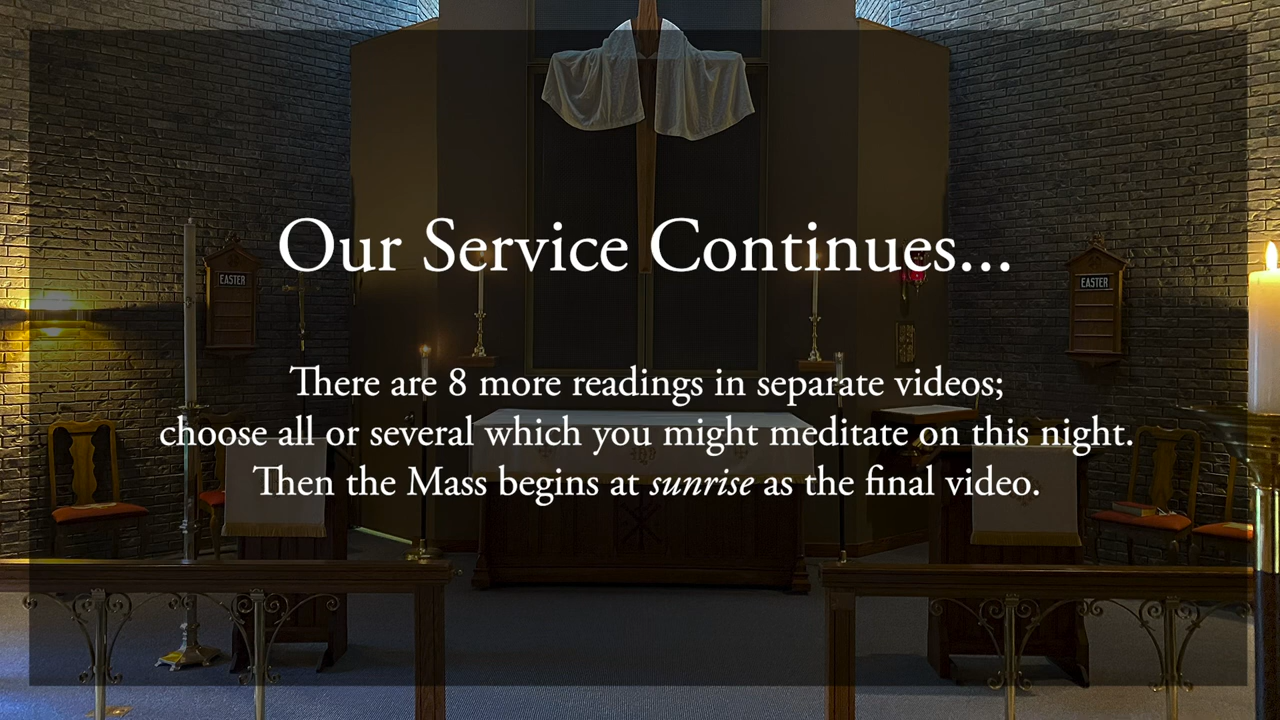 Our Service Continues...
EASTER
EASTER
There are 8 more readings in separate videos;
choose all or several which you might meditate on this night.
Then the Mass begins at sunrise as the final video.